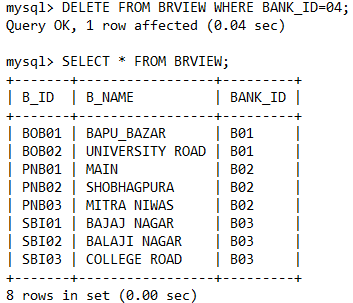 mysql> DELETE FROM BRVIEW WHERE BANK_ID=04;
Query OK, 1 row affected (0.04 sec)

mysql> SELECT * FROM BRVIEW;
+-------+-----------------+---------+
| B_ID  | B_NAME          | BANK_ID |
+-------+-----------------+---------+
| BOB01 | BAPU_BAZAR      | B01     |
| BOB02 | UNIVERSITY ROAD | B01     |
| PNB01 | MAIN            | B02     |
| PNB02 | SHOBHAGPURA     | B02     |
| PNB03 | MITRA NIWAS     | B02     |
| SBI01 | BAJAJ NAGAR     | B03     |
| SBI02 | BALAJI NAGAR    | B03     |
| SBI03 | COLLEGE ROAD    | B03     |
+-------+-----------------+---------+
8 rows in set (0.00 sec)